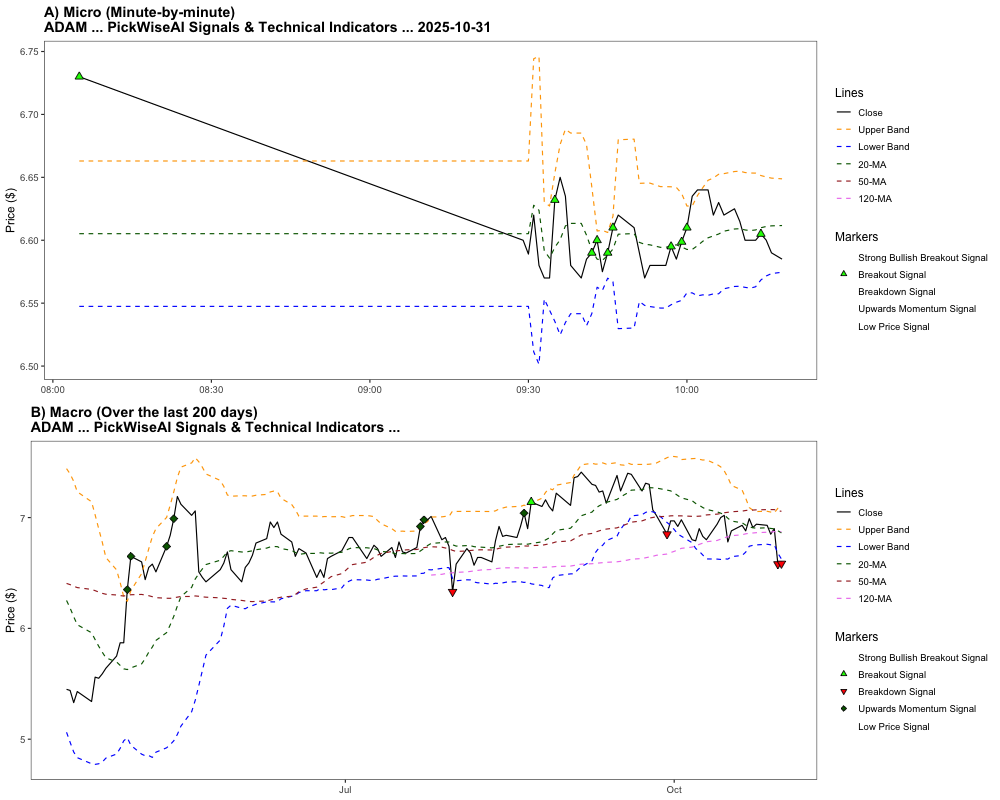 A) Micro (Minute-by-minute)
ADAM ... PickWiseAI Signals & Technical Indicators ... 2025-10-31
6.75
6.70
6.65
6.60
6.55
6.50
Price ($)
08:00
08:30
09:00
09:30
10:00
Lines
Close
Upper Band
Lower Band
20-MA
50-MA
120-MA
Markers
Strong Bullish Breakout Signal
Breakout Signal
Breakdown Signal
Upwards Momentum Signal
Low Price Signal
B) Macro (Over the last 200 days)
ADAM ... PickWiseAI Signals & Technical Indicators ...
7
6
5
Price ($)
Jul
Oct
Lines
Close
Upper Band
Lower Band
20-MA
50-MA
120-MA
Markers
Strong Bullish Breakout Signal
Breakout Signal
Breakdown Signal
Upwards Momentum Signal
Low Price Signal